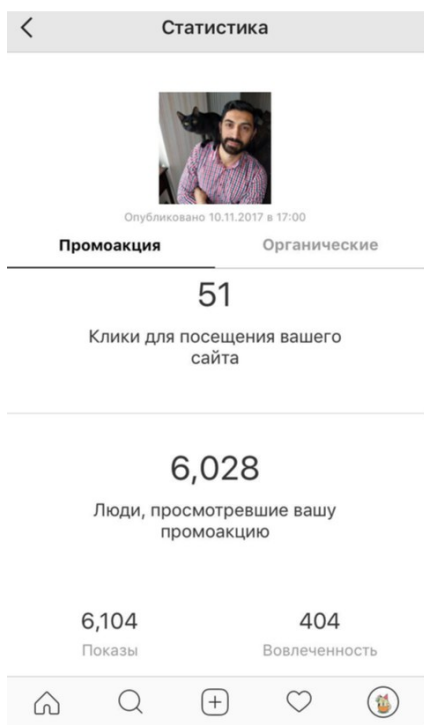 Статистика
Опубликовано 10.11.2017 в 17:00
Промоакция
Органические
51
Клики для посещения вашего
сайта
6,028
Люди, просмотревшие вашу
промоакцию
6,104
404
Показы
Вовлеченность